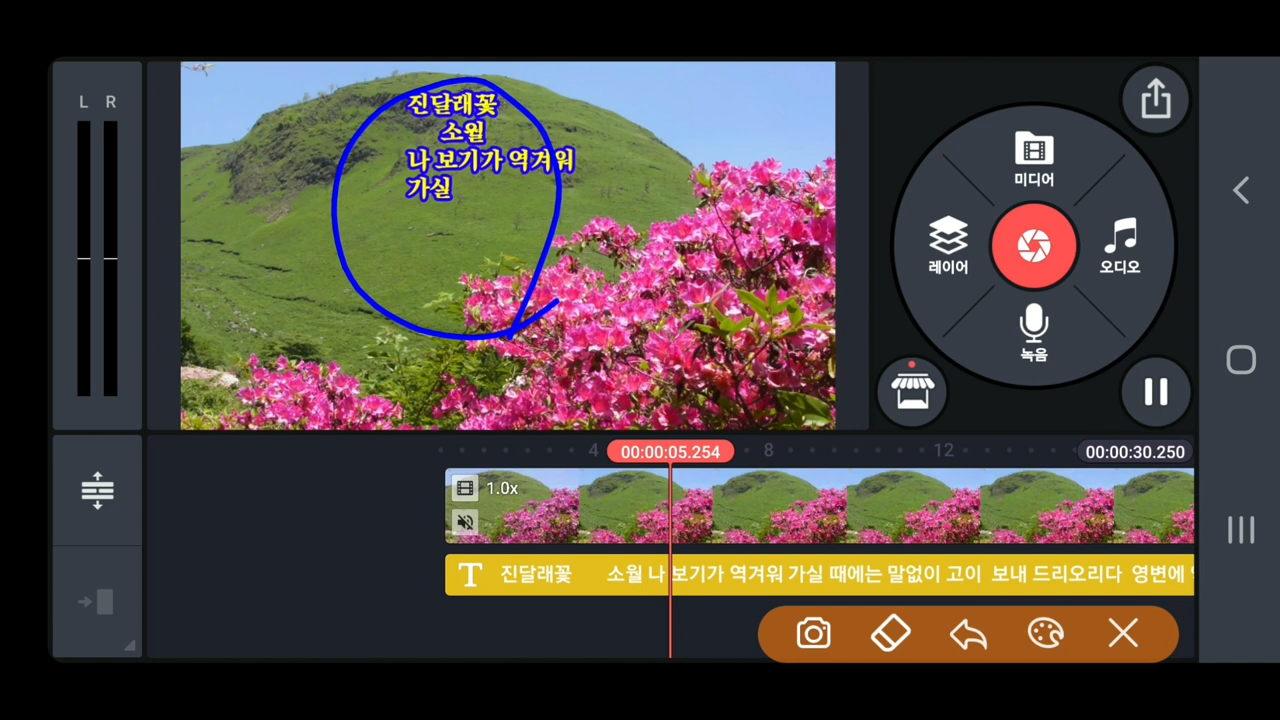 L R
진달래꽃
소월
나 보기가 역겨워
가실
미디어
레이어
오디오
녹음
4
00:00:05.254
8
12
00:00:30.250
1.0x
T 진달래꽃 소월 나 보기가 역겨워 가실 때에는 말없이 고이 보내 드리오리다 영변에